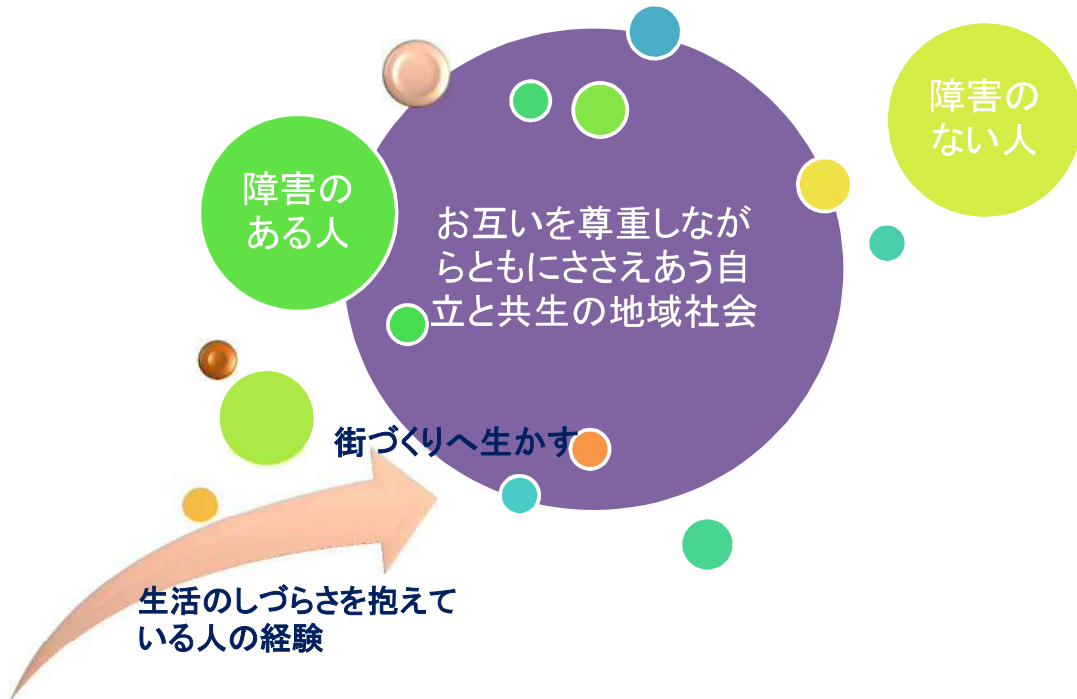 障害の
ない人
障害の
ある人
お互いを尊重しなが
らともにささえあう自
立と共生の地域社会
街づくりへ生かす
生活のしづらさを抱えて
いる人の経験